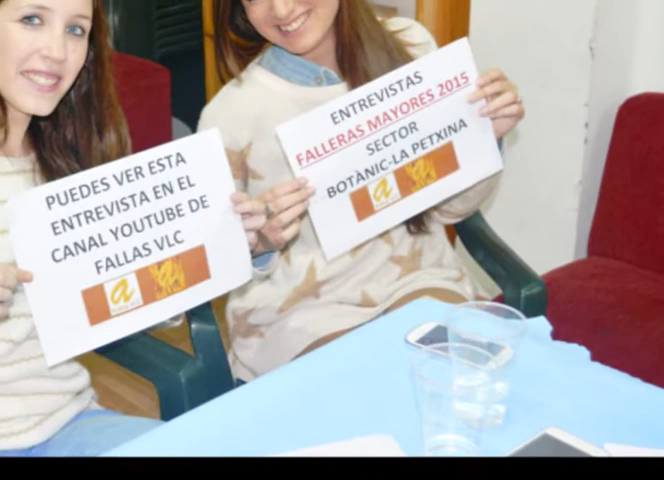 PUEDES VER ESTA
ENTREVISTA EN EL
CANAL YOUTUBE DE
FALLAS VLC
ENTREVISTAS
FALLERAS MAYORES 2015
SECTOR
BOTÀNIC-LA PETXINA